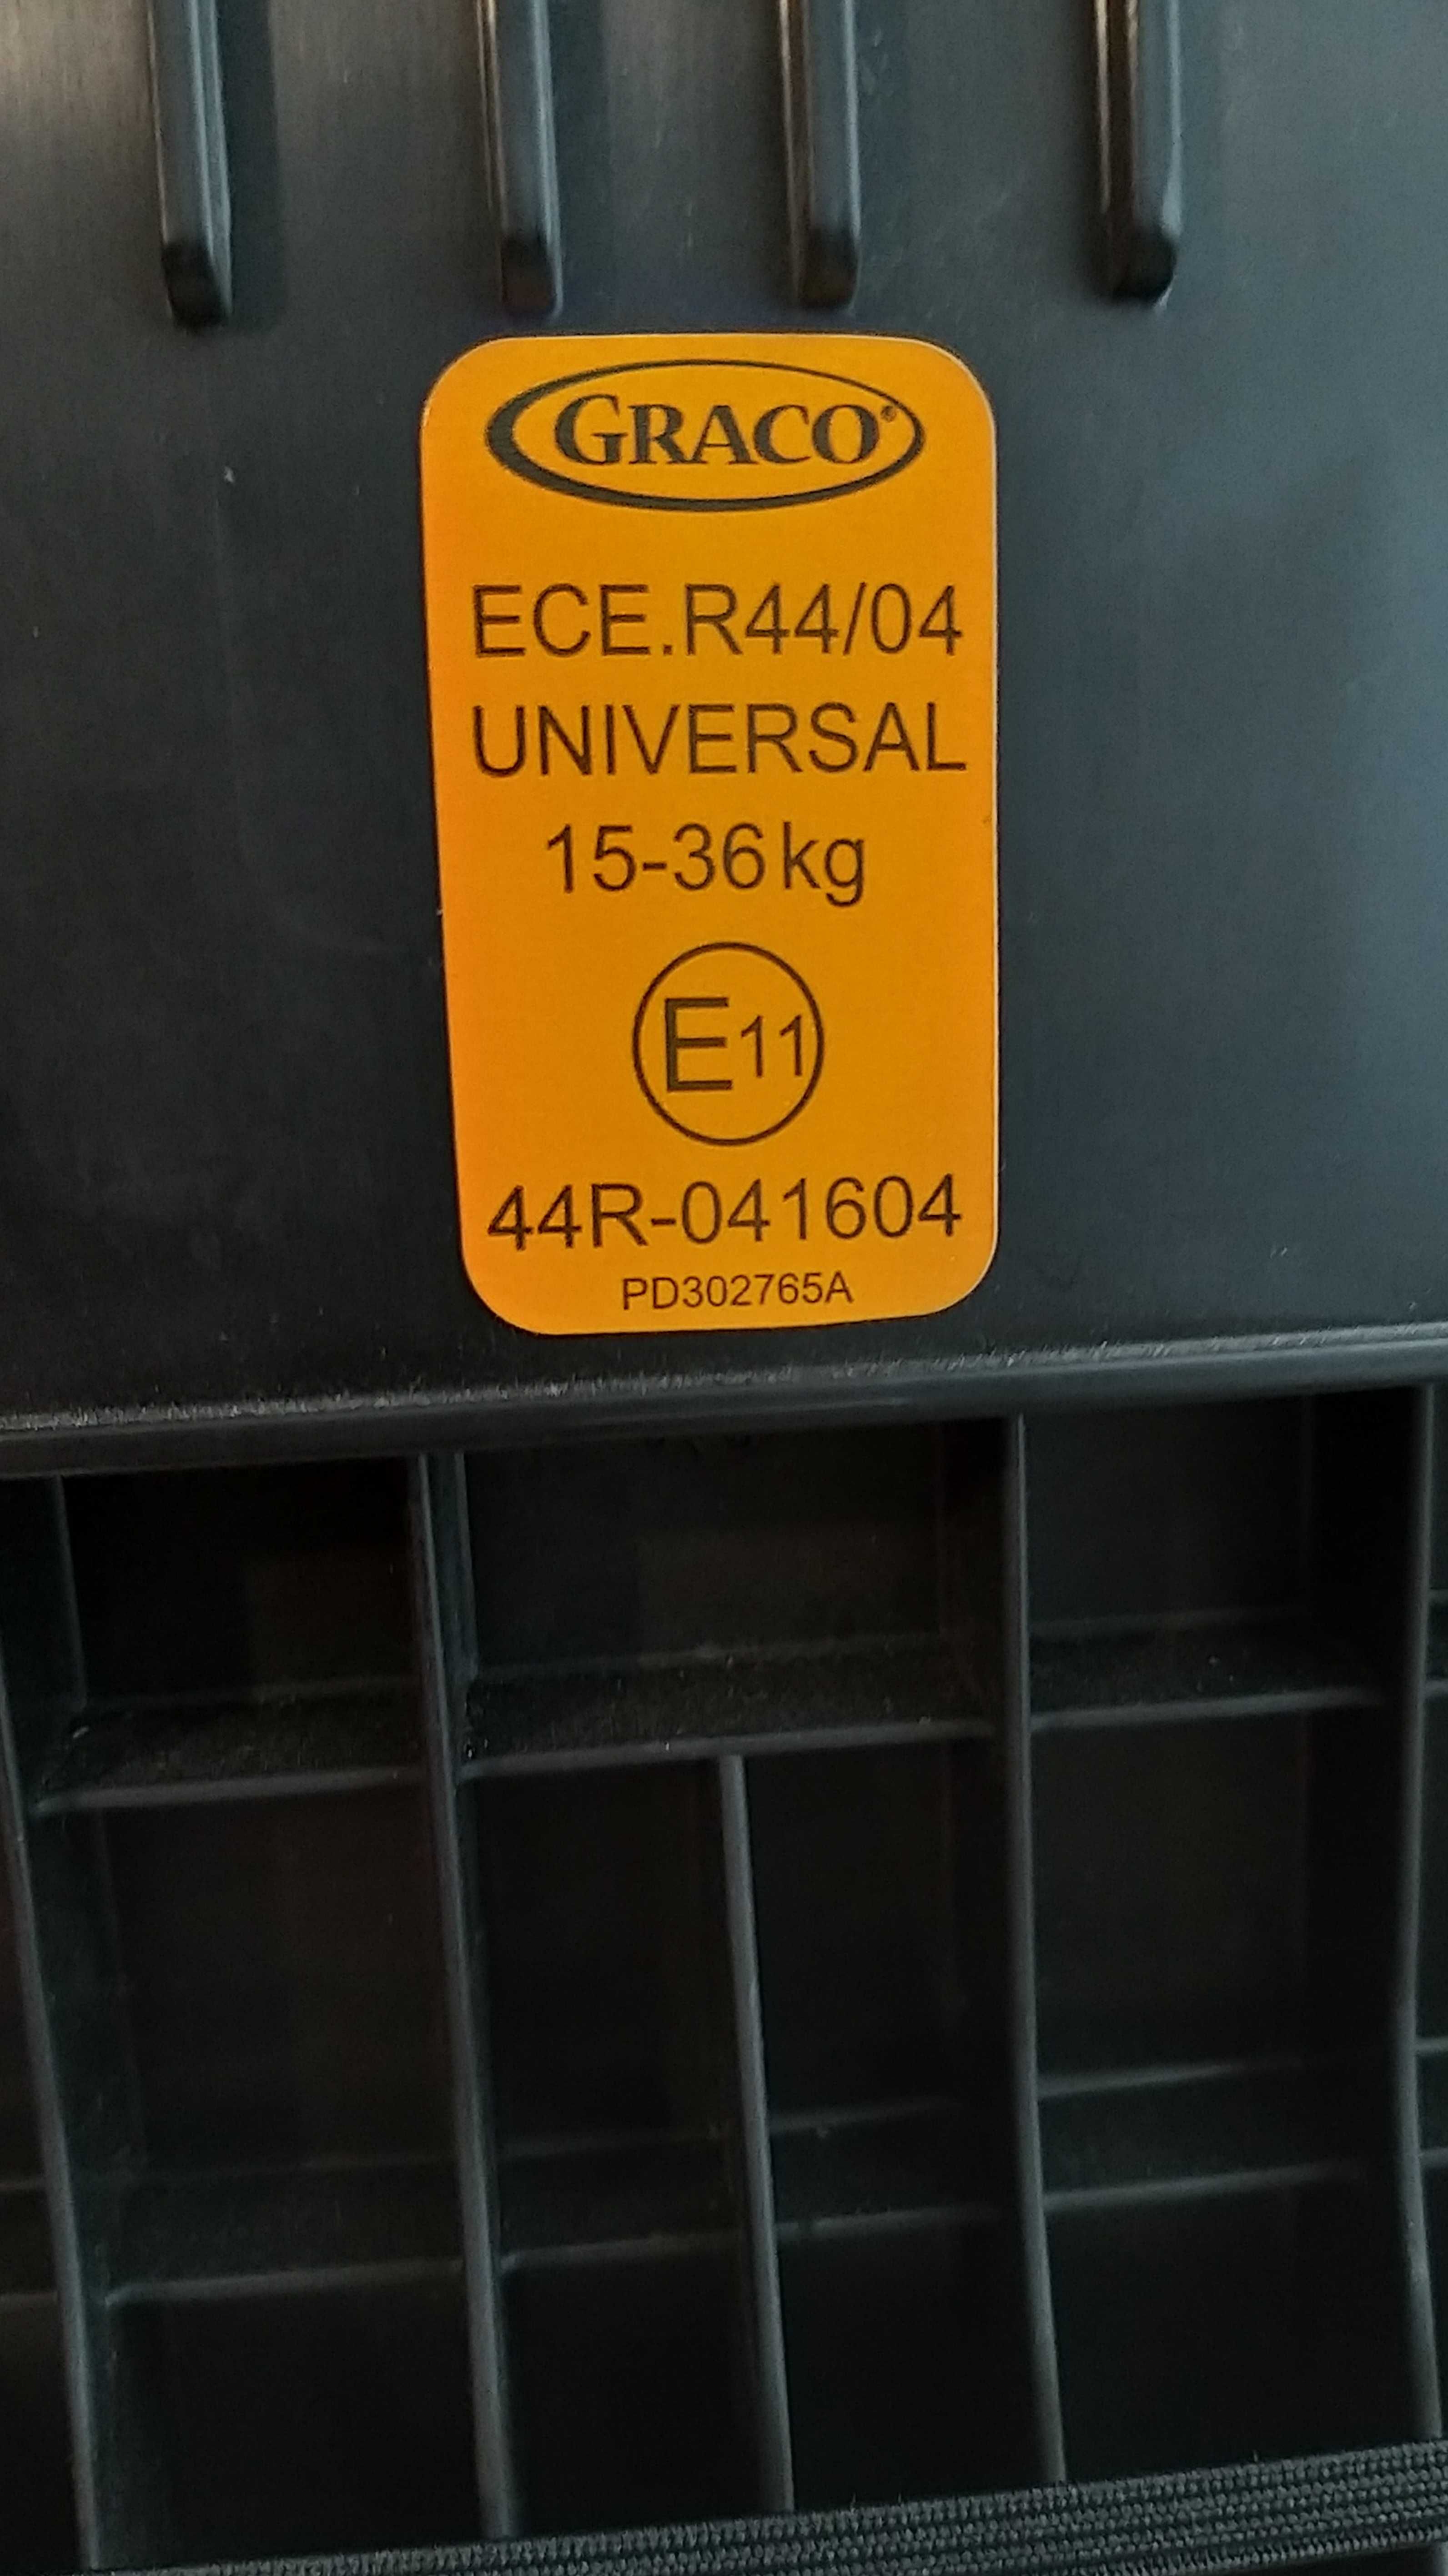 GRACO®
ECE.R44/04
UNIVERSAL
15-36kg
E11
44R-041604
PD302765A